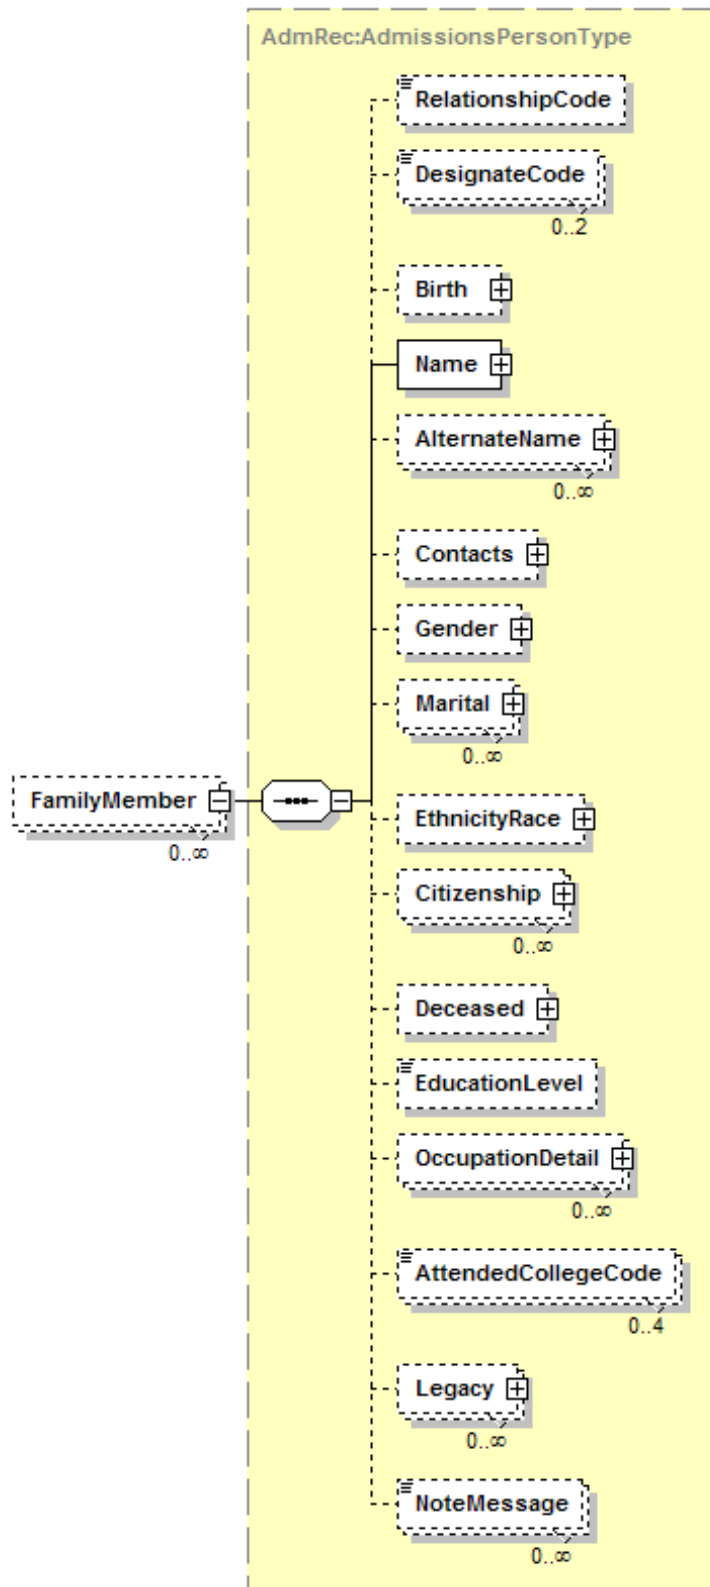 AdmRec:AdmissionsPersonType
RelationshipCode
DesignateCode
0..2
Birth
Name
AlternateName
0..∞
Contacts
Gender
Marital
0..∞
FamilyMember
0..∞
EthnicityRace
Citizenship
0..∞
Deceased
EducationLevel
OccupationDetail
0..∞
AttendedCollegeCode
0..4
Legacy
0..∞
NoteMessage
0..∞